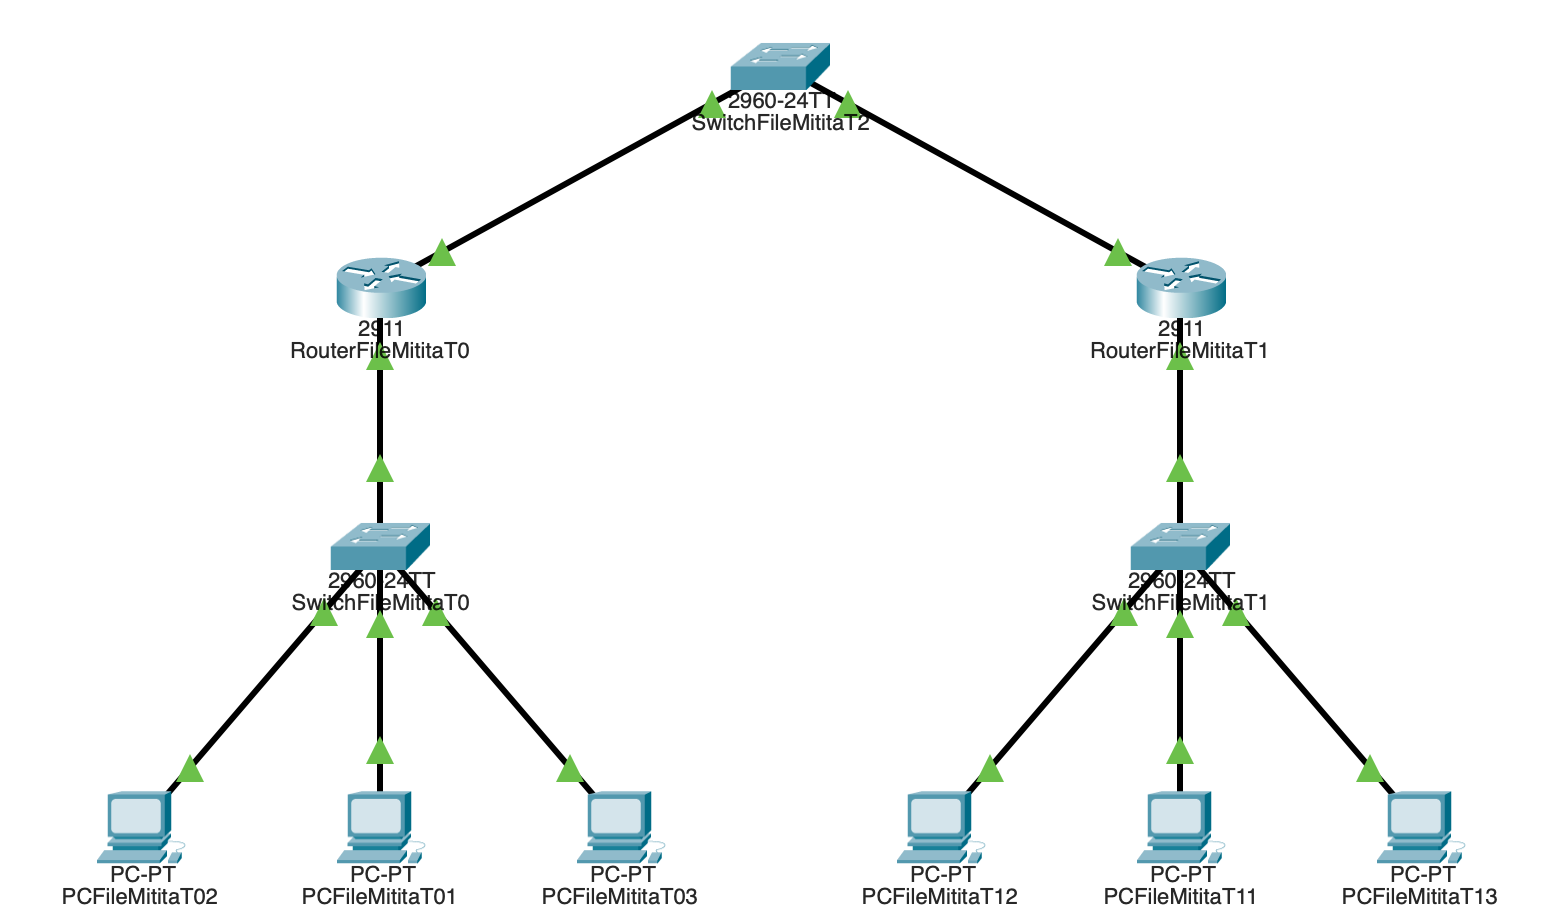 2960-24TT
SwitchFileMititaT2
2911
RouterFileMititaT0
2911
RouterFileMititaT1
2960-24TT
SwitchFileMititaT0
2960-24TT
SwitchFileMititaT1
PC-PT
PCFileMititaT02
PC-PT
PCFileMititaT01
PC-PT
PCFileMititaT03
PC-PT
PCFileMititaT12
PC-PT
PCFileMititaT11
PC-PT
PCFileMititaT13